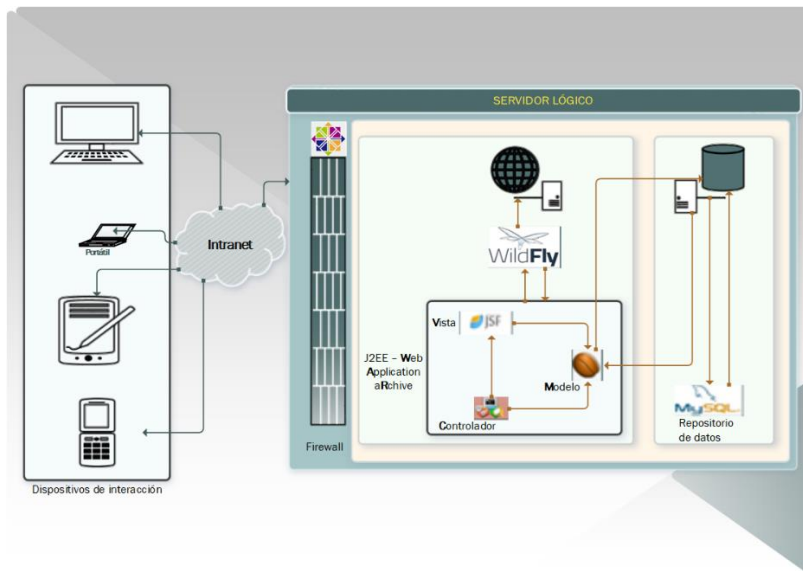 SERVIDOR LÓGICO
Portátil
Intranet
WildFly
Vista
JSF
J2EE – Web
Application
aRchive
Modelo
Controlador
Firewall
MySQL
Repositorio
de datos
Dispositivos de interacción